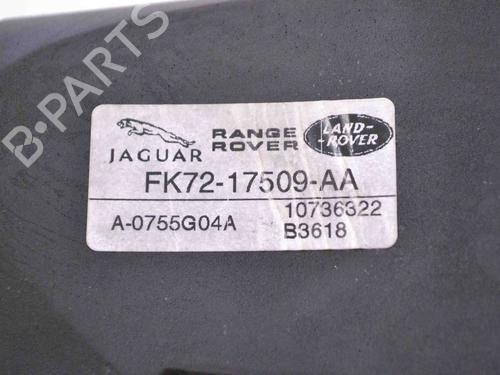 B-PARTS
JAGUAR
RANGE
ROVER
LAND-
-ROVER
FK72-17509-AA
A-0755G04A
10736322
B3618